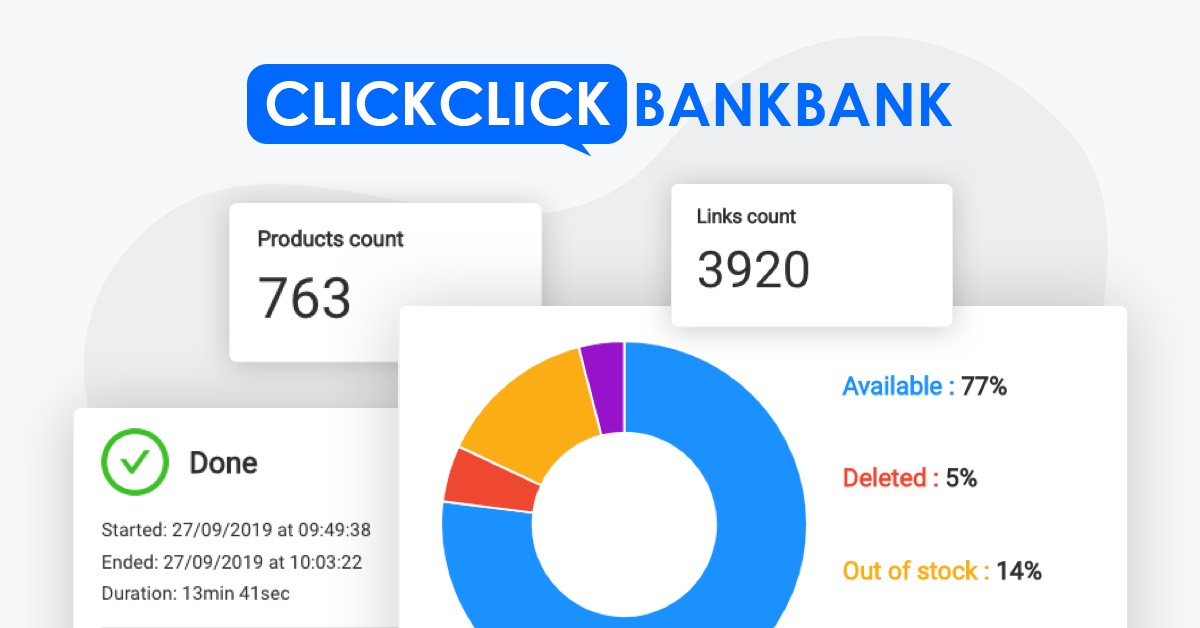 CLICKCLICK BANKBANK
Products count
763
Links count
3920
Done
Started: 27/09/2019 at 09:49:38
Ended: 27/09/2019 at 10:03:22
Duration: 13min 41sec
Available : 77%
Deleted : 5%
Out of stock : 14%